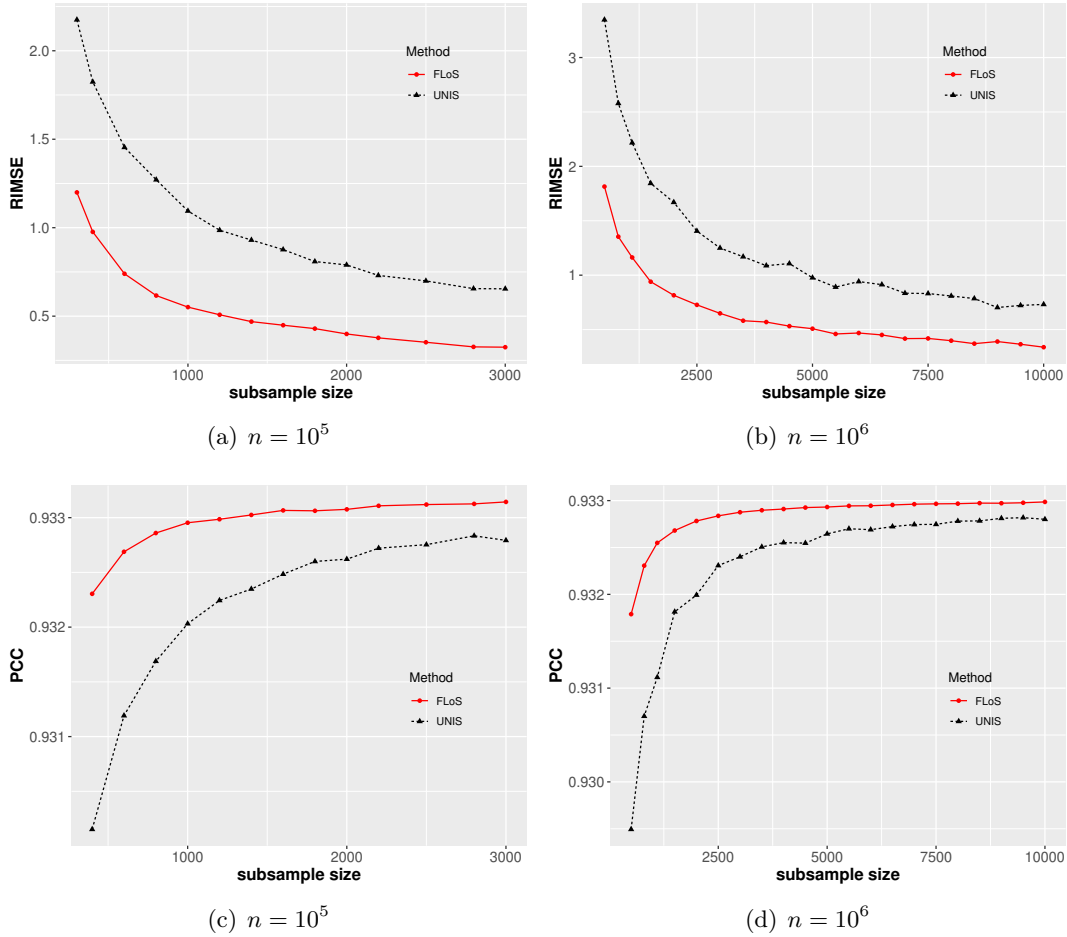 2.0
1.5
1.0
0.5
RIMSE
1000
2000
3000
subsample size
Method
FLoS
UNIS
(a) n = 10^5
3
2
1
RIMSE
2500
5000
7500
10000
subsample size
Method
FLoS
UNIS
(b) n = 10^6
0.933
0.932
0.931
PCC
1000
2000
3000
subsample size
Method
FLoS
UNIS
(c) n = 10^5
0.933
0.932
0.931
0.930
PCC
2500
5000
7500
10000
subsample size
Method
FLoS
UNIS
(d) n = 10^6